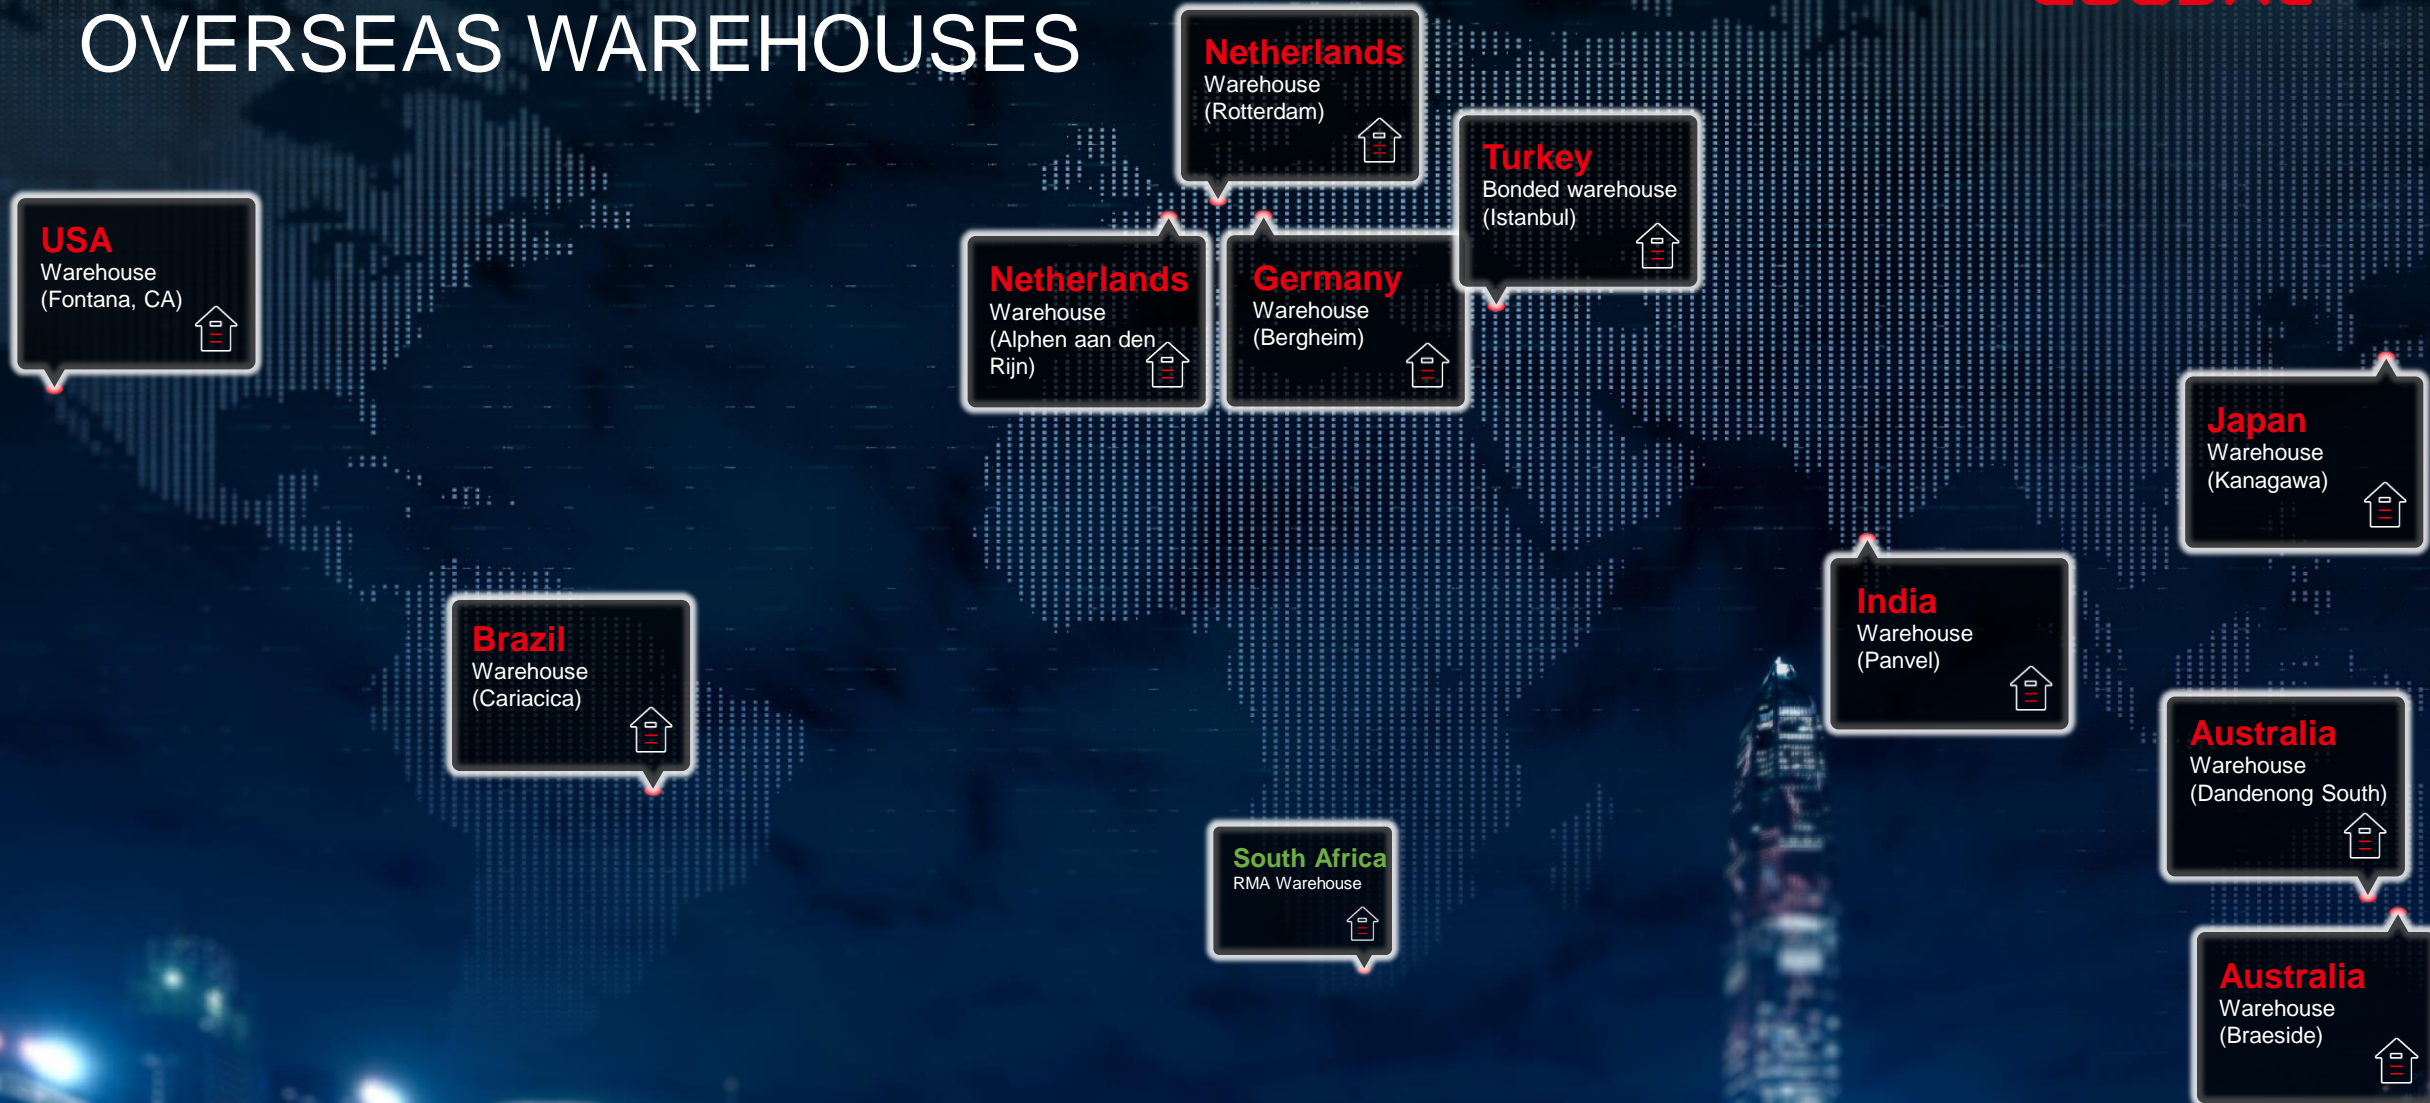 OVERSEAS WAREHOUSES
Netherlands
Warehouse
(Rotterdam)
Turkey
Bonded warehouse
(Istanbul)
USA
Warehouse
(Fontana, CA)
Netherlands
Warehouse
(Alphen aan den
Rijn)
Germany
Warehouse
(Bergheim)
Japan
Warehouse
(Kanagawa)
India
Warehouse
(Panvel)
Brazil
Warehouse
(Cariacica)
Australia
Warehouse
(Dandenong South)
South Africa
RMA Warehouse
Australia
Warehouse
(Braeside)